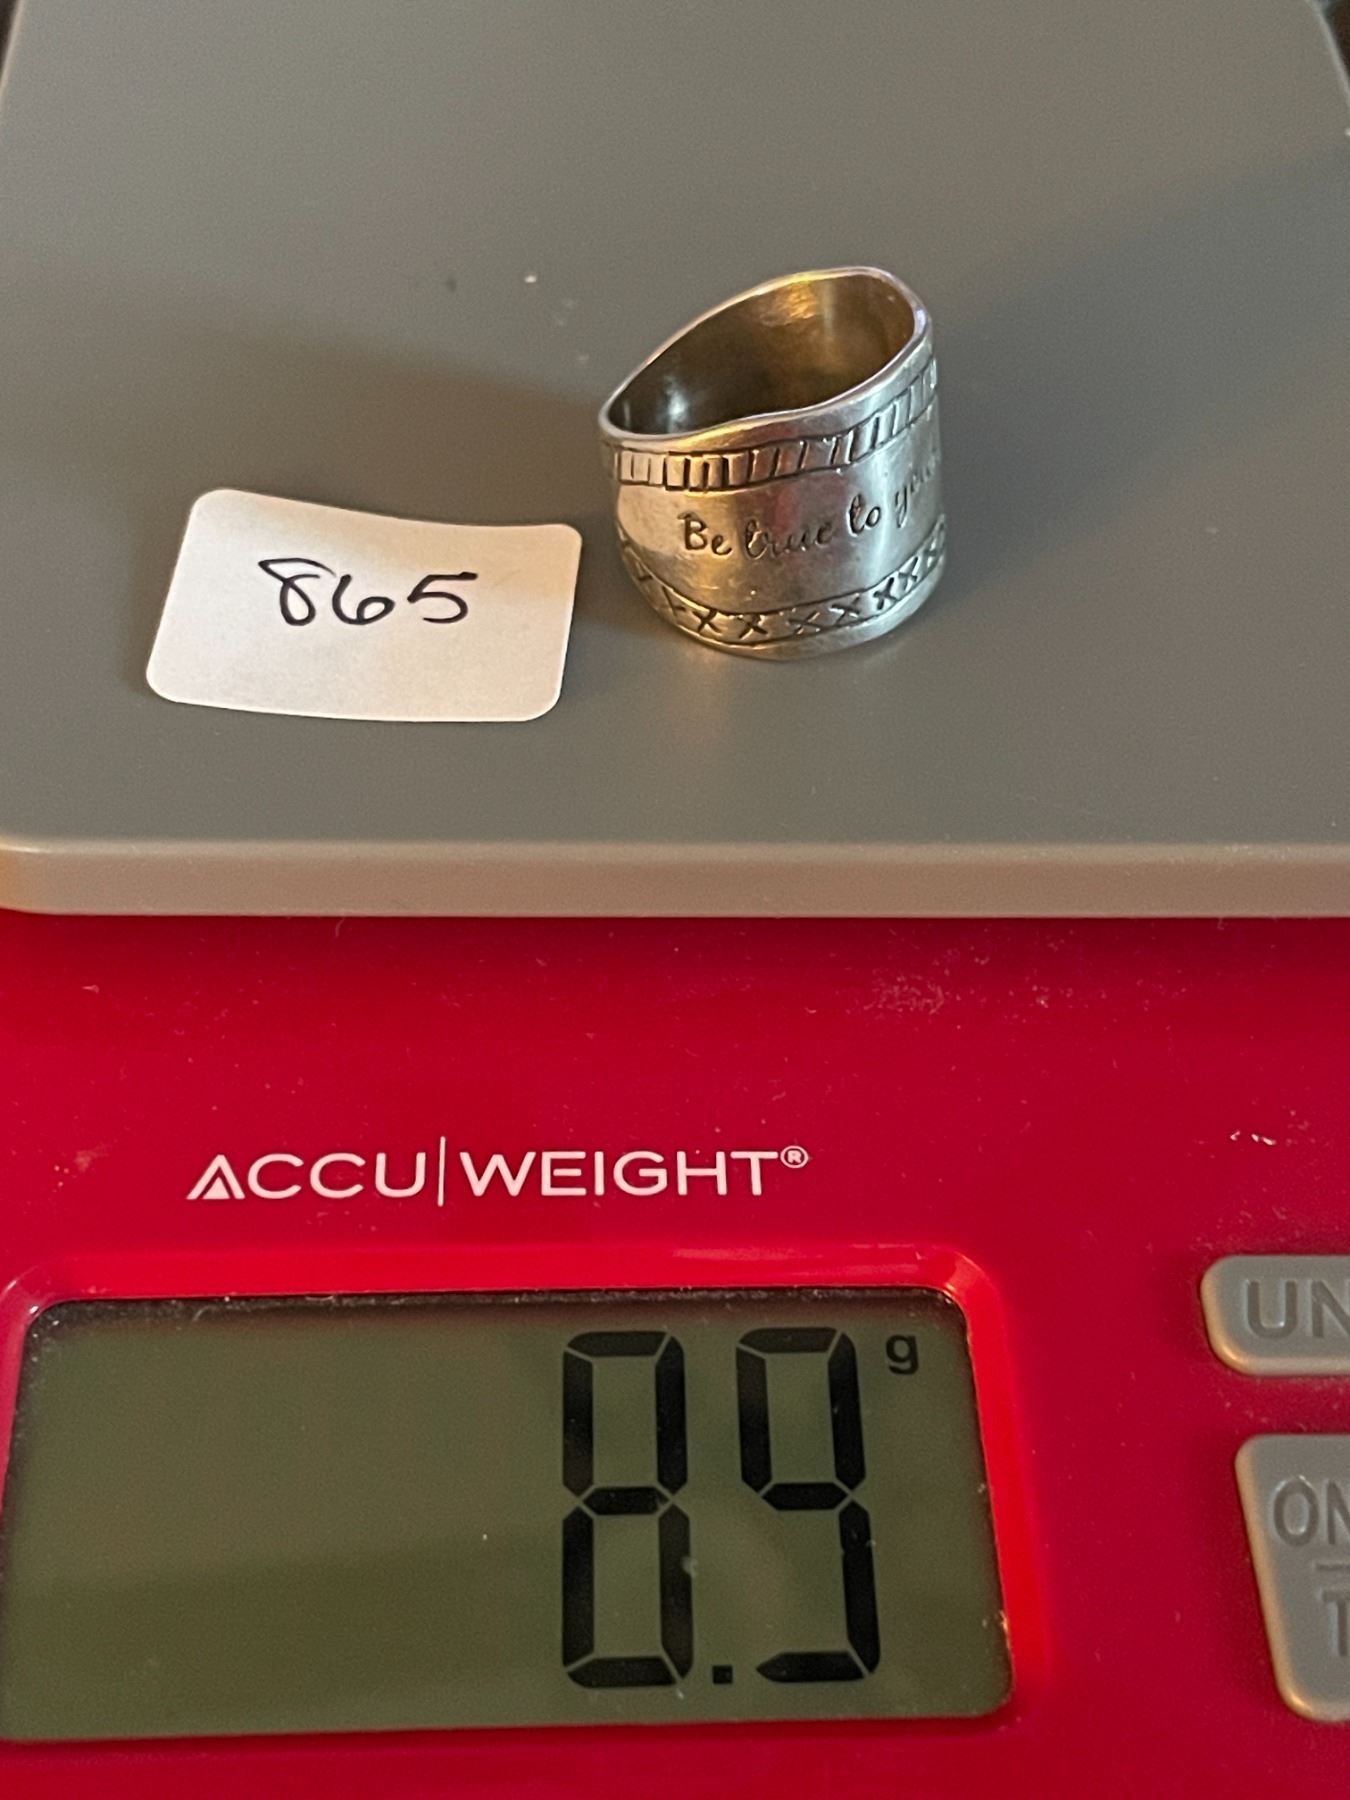 865
Be true to you
ACCU|WEIGHT®
8.9 g
UN
ON
T